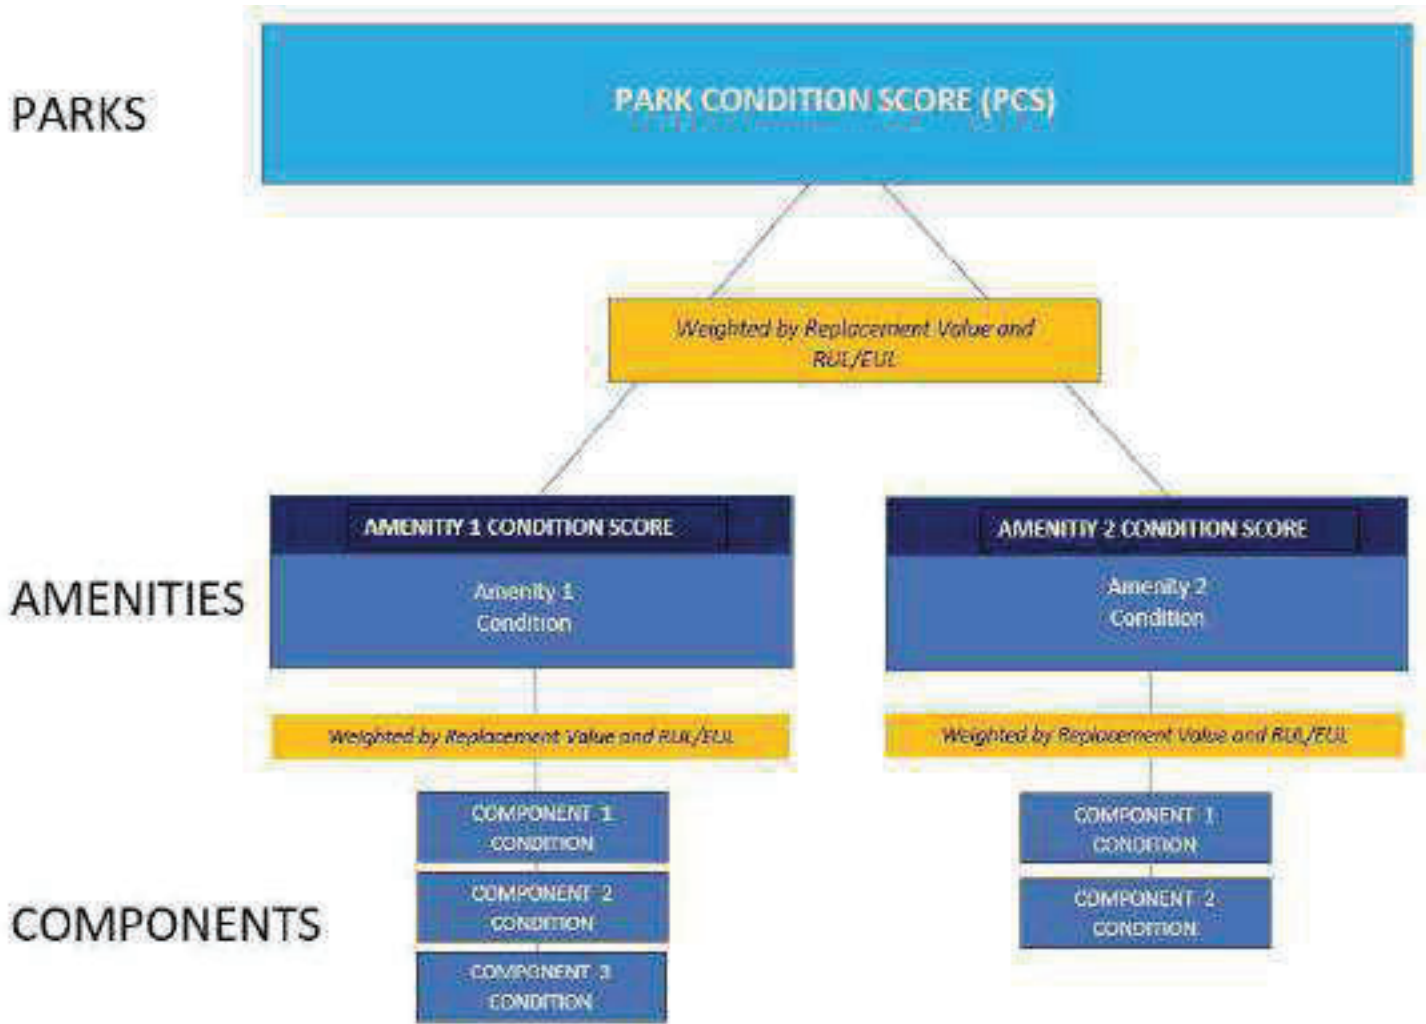 PARKS
PARK CONDITION SCORE (PCS)
Weighted by Replacement Value and
RUL/EUL
AMENITIES
AMENITIY 1 CONDITION SCORE
Amenity 1
Condition
AMENITIY 2 CONDITION SCORE
Amenity 2
Condition
Weighted by Replacement Value and RUL/EUL
Weighted by Replacement Value and RUL/EUL
COMPONENTS
COMPONENT 1
CONDITION
COMPONENT 2
CONDITION
COMPONENT 3
CONDITION
COMPONENT 1
CONDITION
COMPONENT 2
CONDITION